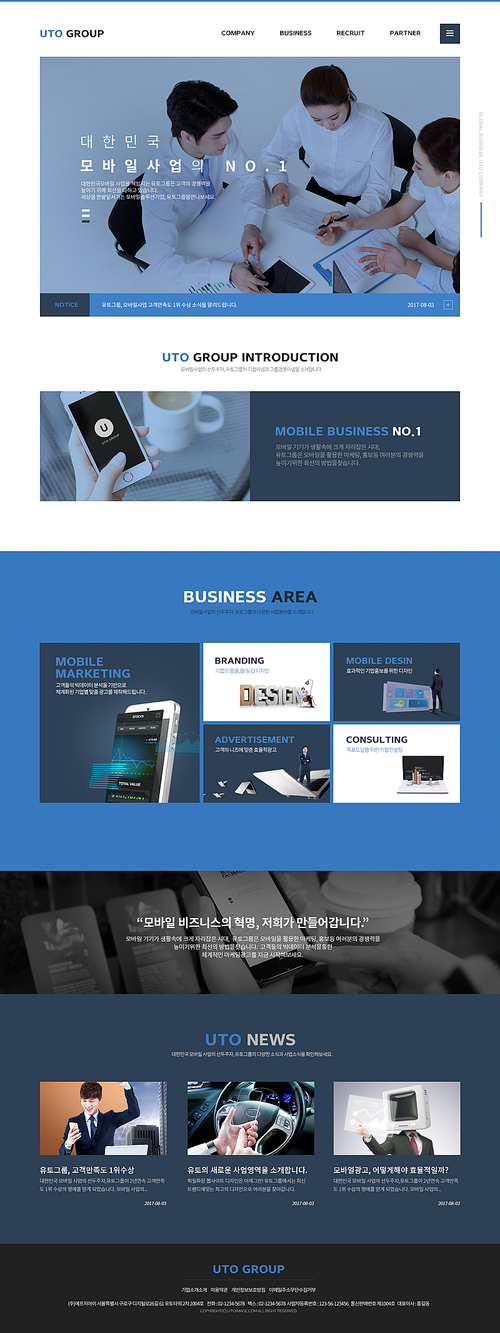 UTO GROUP
COMPANY BUSINESS RECRUIT PARTNER
GLOBAL BUSINESS UTO COMPANY
대 한 민 국
모 바 일 사 업 의 N O . 1
대한민국모바일 사업을 책임지는 유토그룹은 고객의 경쟁력을
높이기 위해 최선을 다하고 있습니다.
세상을 한발앞서가는 모바일솔루션기업, 유토그룹을만나보세요.
NOTICE 유토그룹, 모바일사업 고객만족도 1위 수상 소식을 알려드립니다. 2017-08-03
UTO GROUP INTRODUCTION
모바일사업의 선두주자, 유토그룹의 기업이념과 그룹경영이념을 소개합니다.
U
UTO GROUP
MOBILE BUSINESS NO.1
모바일 기기가 생활속에 크게 자리잡은 시대,
유토그룹은 모바일을 활용한 마케팅, 홍보등 여러분의 경쟁력을
높이기위한 최선의 방법을찾습니다.
BUSINESS AREA
모바일사업의 선두주자, 유토그룹의 다양한 사업분야를 소개합니다.
MOBILE
MARKETING
고객들의 빅데이터 분석을 기반으로
체계화된 기업별 맞춤 광고를 제작해드립니다.
STOCKS
TOTAL VALUE
BRANDING
기업의 얼굴, BI 및 CI 디자인
DESIGN
MOBILE DESIN
효과적인 기업홍보를 위한 디자인
ADVERTISEMENT
고객의 니즈에 맞춘 효율적광고
CONSULTING
목표도달을 위한 기업컨설팅
“모바일 비즈니스의 혁명, 저희가 만들어갑니다.”
모바일 기기가 생활속에 크게 자리잡은 시대, 유토그룹은 모바일을 활용한 마케팅, 홍보등 여러분의 경쟁력을
높이기위한 최선의 방법을찾습니다. 고객들의 빅데이터 분석을통한
체계적인 마케팅광고를 지금 시작해보세요.
UTO NEWS
대한민국 모바일 사업의 선두주자, 유토그룹의 다양한 소식과 사업소식을 확인해보세요.
유토그룹, 고객만족도 1위수상
대한민국 모바일 사업의 선두주자,유토그룹이 2년연속 고객만족
도 1위 수상의 영예를 얻게 되었습니다. 모바일 사업의...
2017-08-03
유토의 새로운 사업영역을 소개합니다.
획일화된 웹사이트 디자인은 이제그만! 유토그룹에서는 최신
트렌드에맞는 최고의 디자인으로 여러분을 찾아갑니다.
2017-08-03
모바일광고, 어떻게해야 효율적일까?
대한민국 모바일 사업의 선두주자,유토그룹이 2년연속 고객만족
도 1위 수상의 영예를 얻게 되었습니다. 모바일 사업의...
2017-08-03
UTO GROUP
기업소개소개 이용약관 개인정보보호방침 이메일주소무단수집거부
(주)에프지아이 서울특별시 구로구 디지털로26길 61 유토타워 2차 1004호 전화 : 02-1234-5678 팩스 : 02-1234-5678 사업자등록번호 : 123-56-123456 통신판매번호 제1004호 대표이사 : 홍길동
COPYRIGHT(C) UTOIMAGE.COM ALL RIGHT RESERVED.